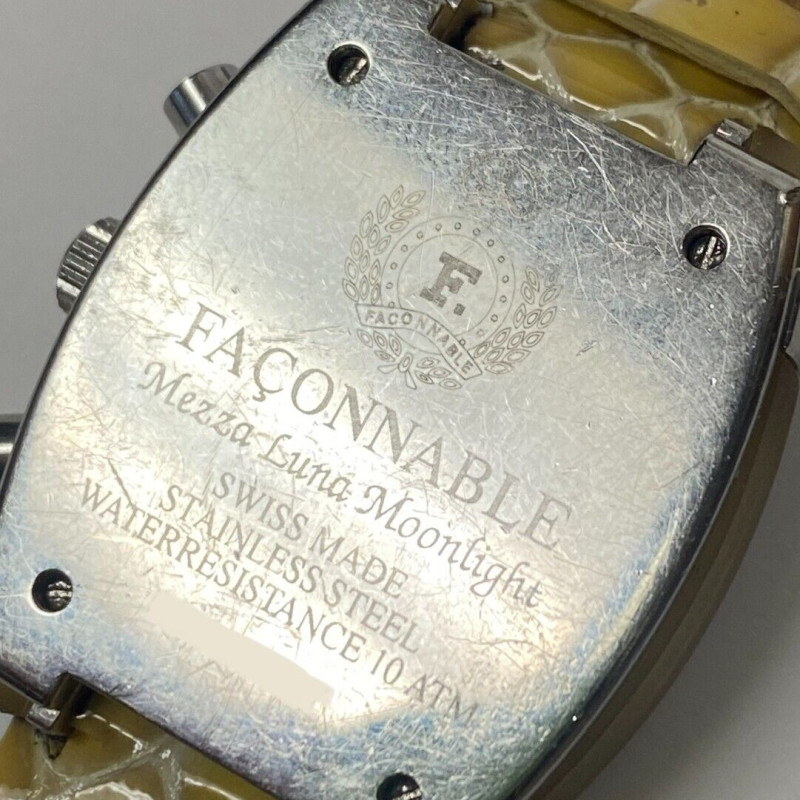 F.
FAÇONNABLE
FAÇONNABLE
Mezza Luna Moonlight
SWISS MADE
STAINLESS STEEL
WATERRESISTANCE 10 ATM